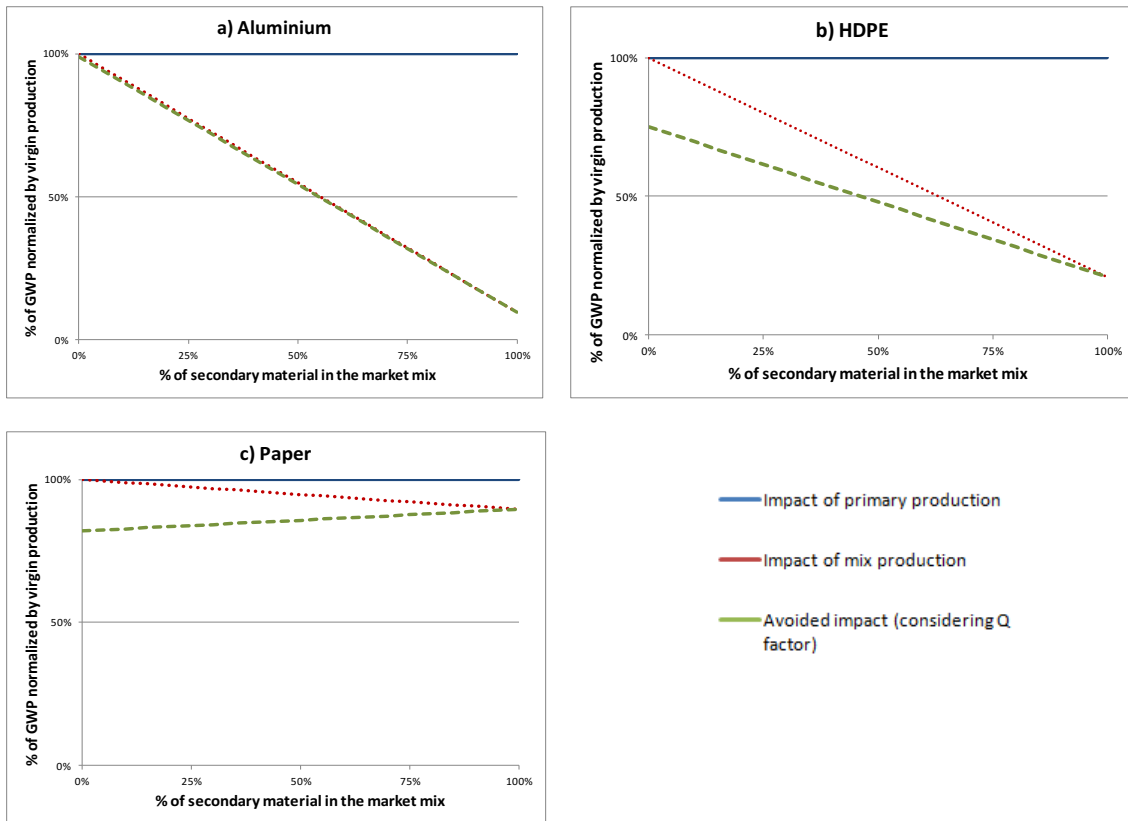 a) Aluminium
% of GWP normalized by virgin production
100%
50%
0%
0% 25% 50% 75% 100%
% of secondary material in the market mix
b) HDPE
% of GWP normalized by virgin production
100%
50%
0%
0% 25% 50% 75% 100%
% of secondary material in the market mix
c) Paper
% of GWP normalized by virgin production
100%
50%
0%
0% 25% 50% 75% 100%
% of secondary material in the market mix
Impact of primary production
Impact of mix production
Avoided impact (considering Q
factor)